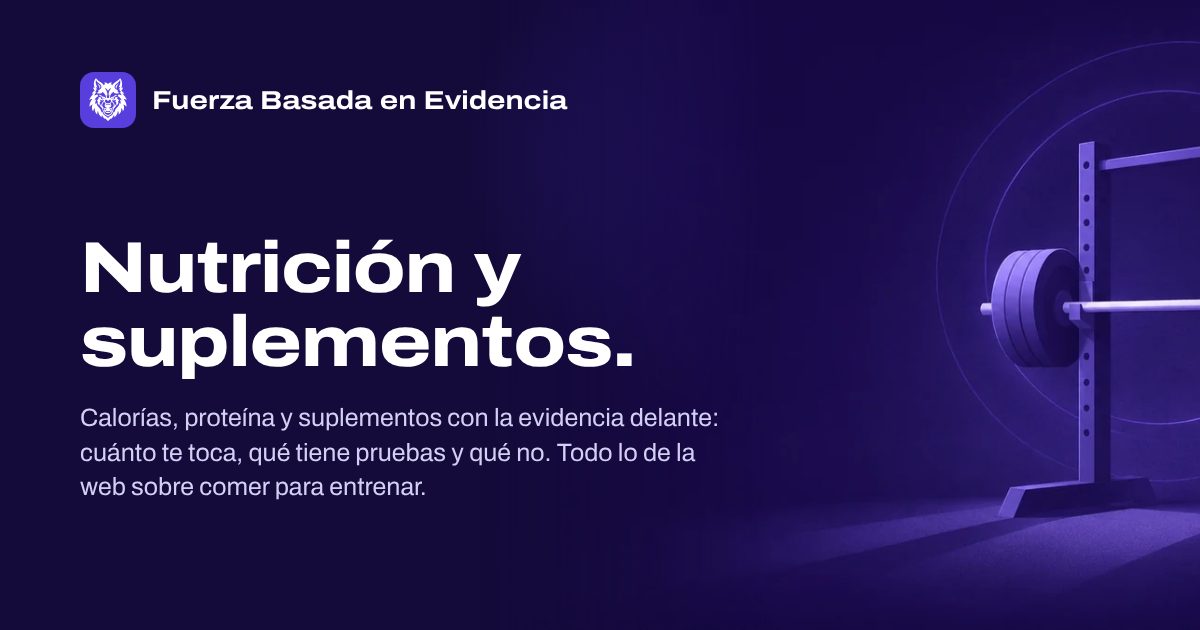 Fuerza Basada en Evidencia
Nutrición y
suplementos.
Calorías, proteína y suplementos con la evidencia delante:
cuánto te toca, qué tiene pruebas y qué no. Todo lo de la
web sobre comer para entrenar.